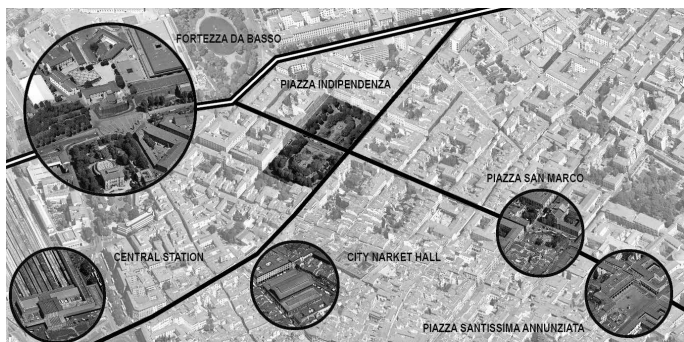 FORTEZZA DA BASSO
PIAZZA INDIPENDENZA
PIAZZA SAN MARCO
CENTRAL STATION
CITY NARKET HALL
PIAZZA SANTISSIMA ANNUNZIATA